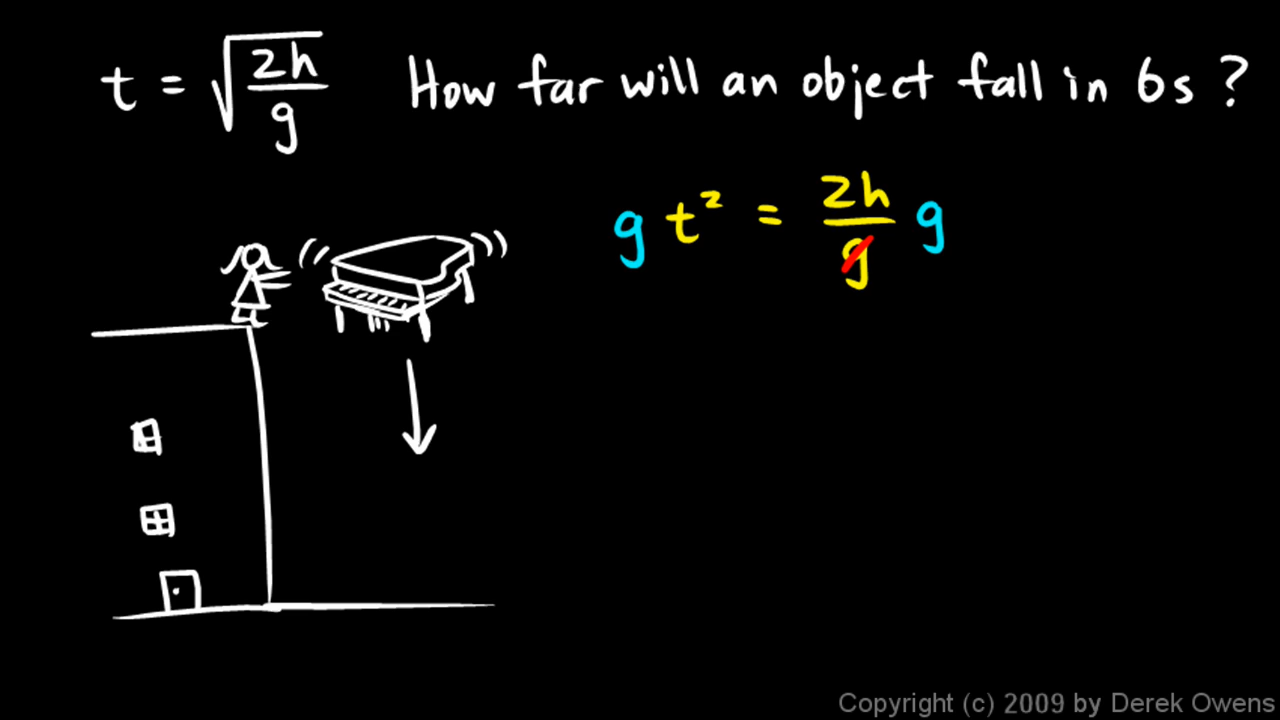 t = √(2h/g) How far will an object fall in 6s ?
g t² = 2h/g g
Copyright (c) 2009 by Derek Owens